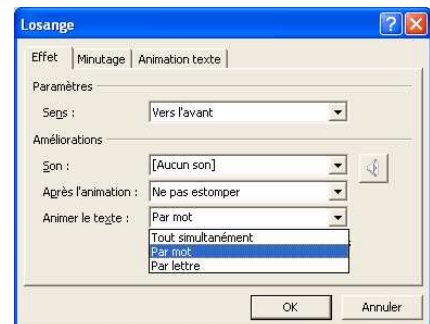 Losange
Effet Minutage Animation texte
Paramètres
Sens : Vers l'avant
Améliorations
Son : [Aucun son]
Après l'animation : Ne pas estomper
Animer le texte : Par mot
Tout simultanément
Par mot
Par lettre
OK Annuler